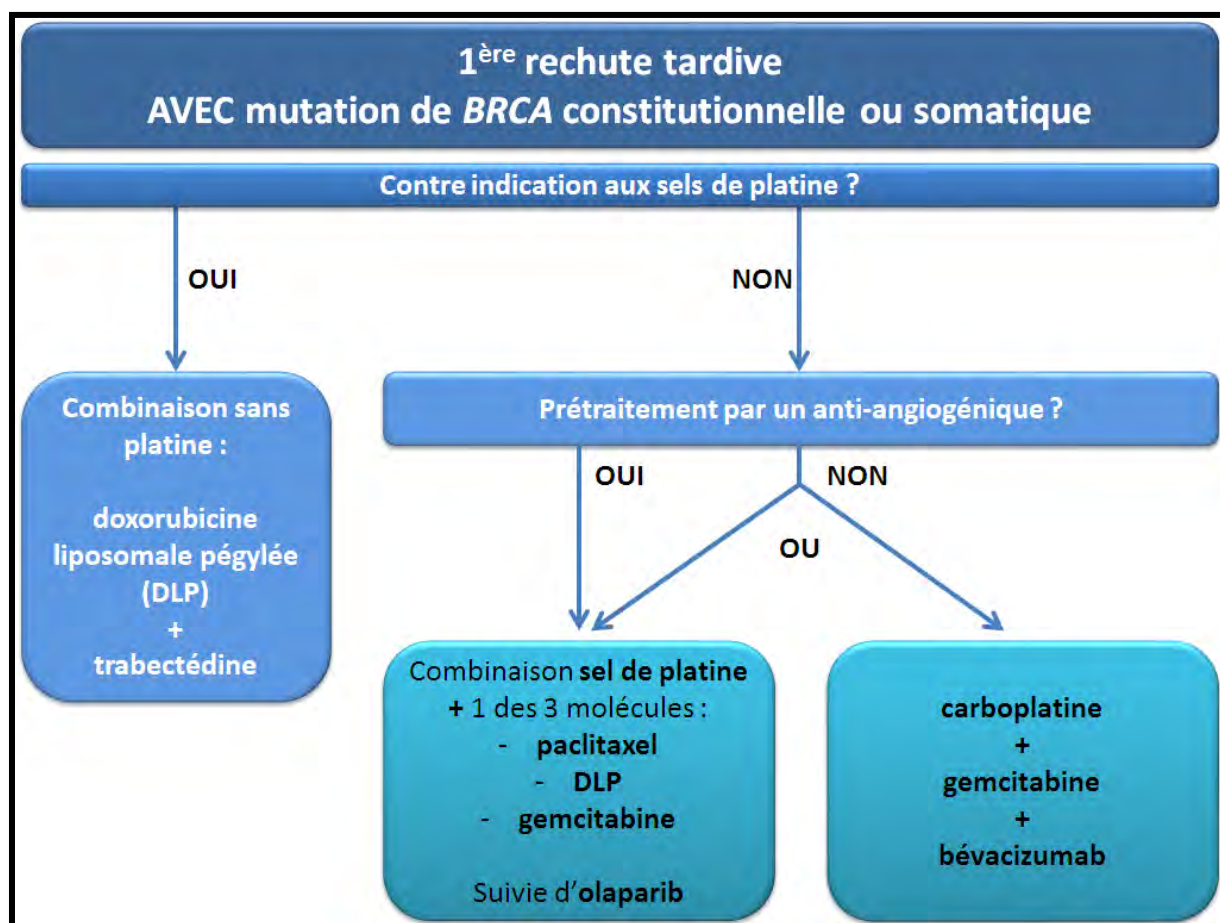 1ère rechute tardive
AVEC mutation de BRCA constitutionnelle ou somatique
Contre indication aux sels de platine ?
OUI
NON
Combinaison sans
platine :
doxorubicine
liposomale pégylée
(DLP)
+
trabectédine
Prétraitement par un anti-angiogénique ?
OUI
NON
OU
Combinaison sel de platine
+ 1 des 3 molécules :
- paclitaxel
- DLP
- gemcitabine
Suivie d'olaparib
carboplatine
+
gemcitabine
+
bévacizumab